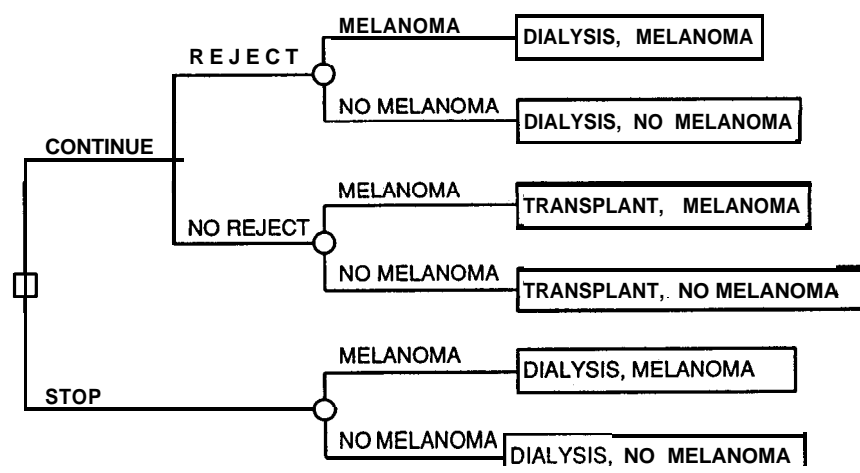 MELANOMA
DIALYSIS, MELANOMA
REJECT
NO MELANOMA
DIALYSIS, NO MELANOMA
CONTINUE
MELANOMA
TRANSPLANT, MELANOMA
NO REJECT
NO MELANOMA
TRANSPLANT, NO MELANOMA
MELANOMA
DIALYSIS, MELANOMA
STOP
NO MELANOMA
DIALYSIS, NO MELANOMA